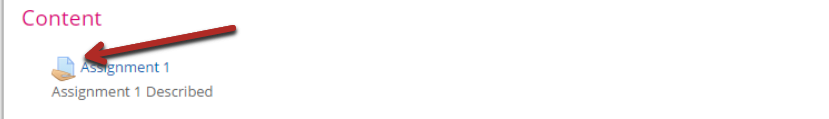 Content
Assignment 1
Assignment 1 Described